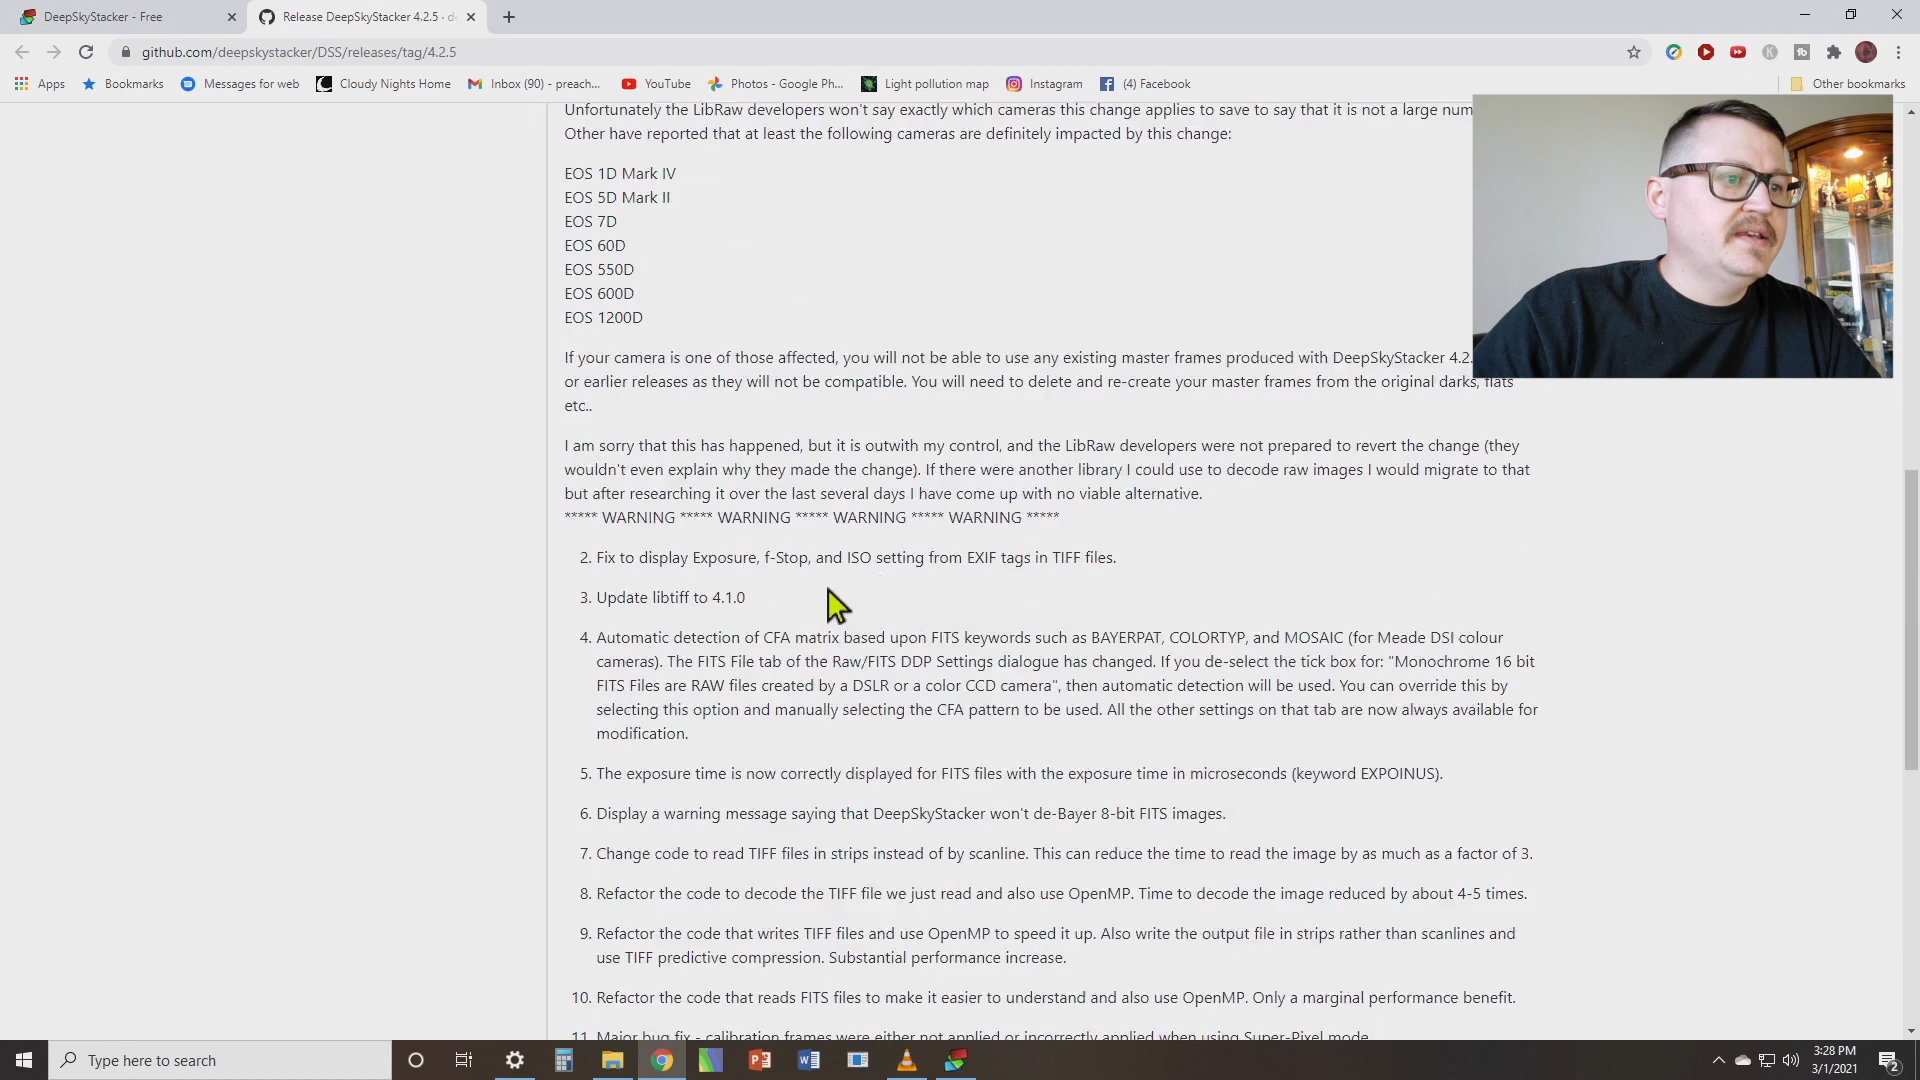 DeepSkyStacker - Free
Release DeepSkyStacker 4.2.5 · de
github.com/deepskystacker/DSS/releases/tag/4.2.5
Apps
Bookmarks
Messages for web
Cloudy Nights Home
Inbox (90) - preach...
YouTube
Photos - Google Ph...
Light pollution map
Instagram
(4) Facebook
Other bookmarks
Unfortunately the LibRaw developers won't say exactly which cameras this change applies to save to say that it is not a large num
Other have reported that at least the following cameras are definitely impacted by this change:
EOS 1D Mark IV
EOS 5D Mark II
EOS 7D
EOS 60D
EOS 550D
EOS 600D
EOS 1200D
If your camera is one of those affected, you will not be able to use any existing master frames produced with DeepSkyStacker 4.2.
or earlier releases as they will not be compatible. You will need to delete and re-create your master frames from the original darks, flats
etc..
I am sorry that this has happened, but it is outwith my control, and the LibRaw developers were not prepared to revert the change (they
wouldn't even explain why they made the change). If there were another library I could use to decode raw images I would migrate to that
but after researching it over the last several days I have come up with no viable alternative.
***** WARNING ***** WARNING ***** WARNING ***** WARNING *****
2. Fix to display Exposure, f-Stop, and ISO setting from EXIF tags in TIFF files.
3. Update libtiff to 4.1.0
4. Automatic detection of CFA matrix based upon FITS keywords such as BAYERPAT, COLORTYP, and MOSAIC (for Meade DSI colour
cameras). The FITS File tab of the Raw/FITS DDP Settings dialogue has changed. If you de-select the tick box for: "Monochrome 16 bit
FITS Files are RAW files created by a DSLR or a color CCD camera", then automatic detection will be used. You can override this by
selecting this option and manually selecting the CFA pattern to be used. All the other settings on that tab are now always available for
modification.
5. The exposure time is now correctly displayed for FITS files with the exposure time in microseconds (keyword EXPOINUS).
6. Display a warning message saying that DeepSkyStacker won't de-Bayer 8-bit FITS images.
7. Change code to read TIFF files in strips instead of by scanline. This can reduce the time to read the image by as much as a factor of 3.
8. Refactor the code to decode the TIFF file we just read and also use OpenMP. Time to decode the image reduced by about 4-5 times.
9. Refactor the code that writes TIFF files and use OpenMP to speed it up. Also write the output file in strips rather than scanlines and
use TIFF predictive compression. Substantial performance increase.
10. Refactor the code that reads FITS files to make it easier to understand and also use OpenMP. Only a marginal performance benefit.
11. Major bug fix - calibration frames were either not applied or incorrectly applied when using Super-Pixel mode
Type here to search
3:28 PM
3/1/2021
2